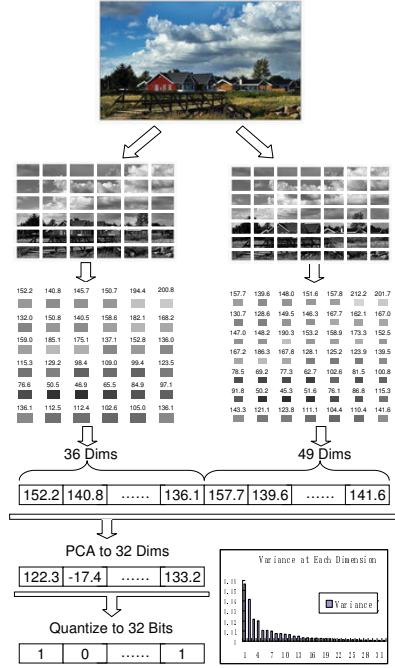 152.2 140.8 145.7 150.7 194.4 200.8
132.0 150.8 140.5 158.6 182.1 168.2
159.0 185.1 175.1 137.1 152.8 136.0
115.3 129.2 98.4 109.0 99.4 123.5
76.6 50.5 46.9 65.5 84.9 97.1
136.1 112.5 112.4 102.6 105.0 136.1
157.7 139.6 148.0 151.6 157.8 212.2 201.7
130.7 128.6 149.5 146.3 167.7 162.1 167.0
147.0 148.2 190.3 153.2 158.9 173.3 152.5
167.2 186.3 167.8 128.1 125.2 123.9 139.5
78.5 69.2 77.3 62.7 102.6 81.5 100.8
91.8 50.2 45.3 51.6 76.1 86.8 115.3
143.3 121.1 123.8 111.1 104.4 110.4 141.6
36 Dims 49 Dims
152.2 140.8 ...... 136.1 157.7 139.6 ...... 141.6
PCA to 32 Dims
122.3 -17.4 ...... 133.2
Quantize to 32 Bits
1 0 ...... 1
Variance at Each Dimension
Variance
1 4 7 10 13 16 19 22 25 28 31